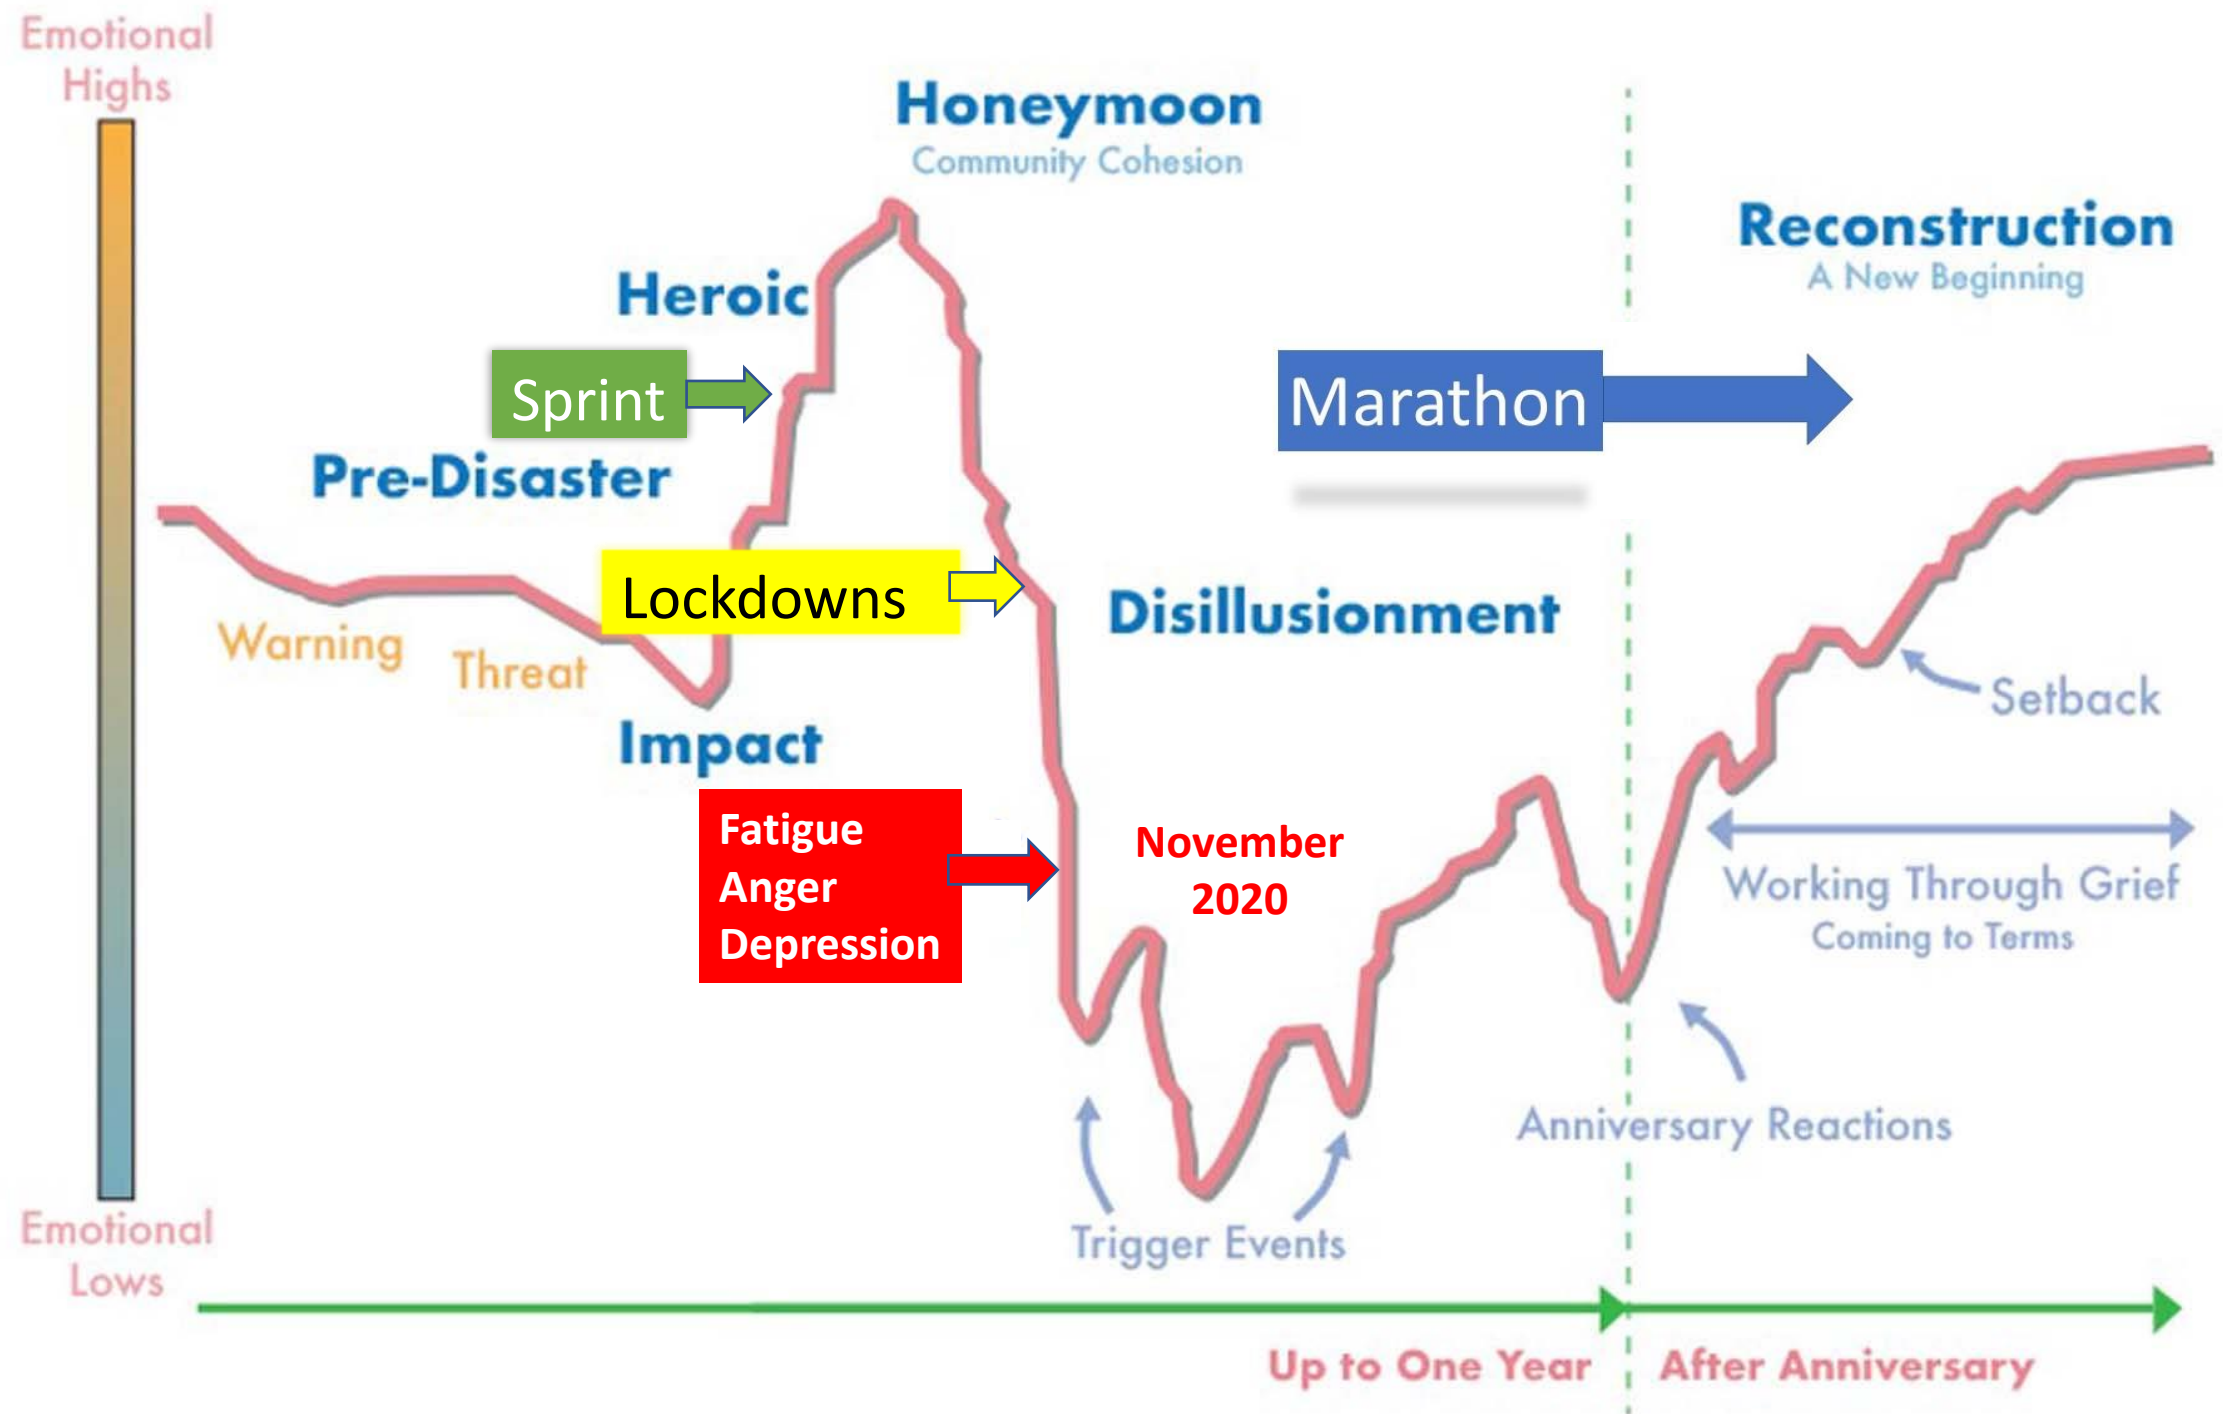 Emotional
Highs
Honeymoon
Community Cohesion
Reconstruction
A New Beginning
Heroic
Sprint
Marathon
Pre-Disaster
Lockdowns
Disillusionment
Warning
Threat
Setback
Impact
Fatigue
Anger
Depression
November
2020
Working Through Grief
Coming to Terms
Anniversary Reactions
Trigger Events
Emotional
Lows
Up to One Year
After Anniversary